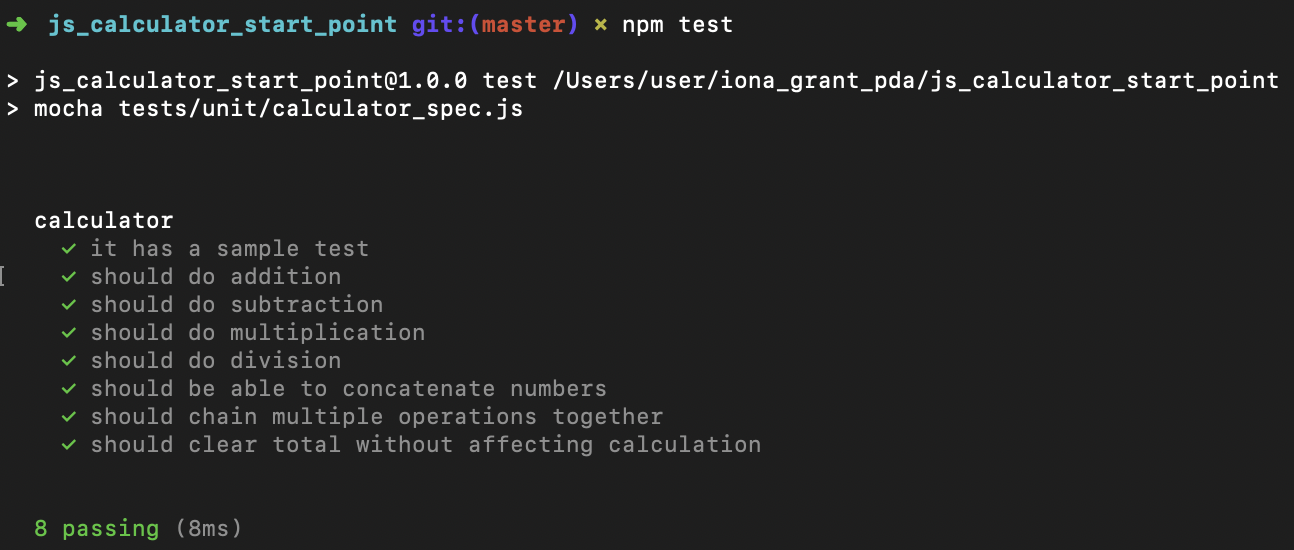 ➜ js_calculator_start_point git:(master) ✗ npm test
> js_calculator_start_point@1.0.0 test /Users/user/iona_grant_pda/js_calculator_start_point
> mocha tests/unit/calculator_spec.js
calculator
✓ it has a sample test
✓ should do addition
✓ should do subtraction
✓ should do multiplication
✓ should do division
✓ should be able to concatenate numbers
✓ should chain multiple operations together
✓ should clear total without affecting calculation
8 passing (8ms)